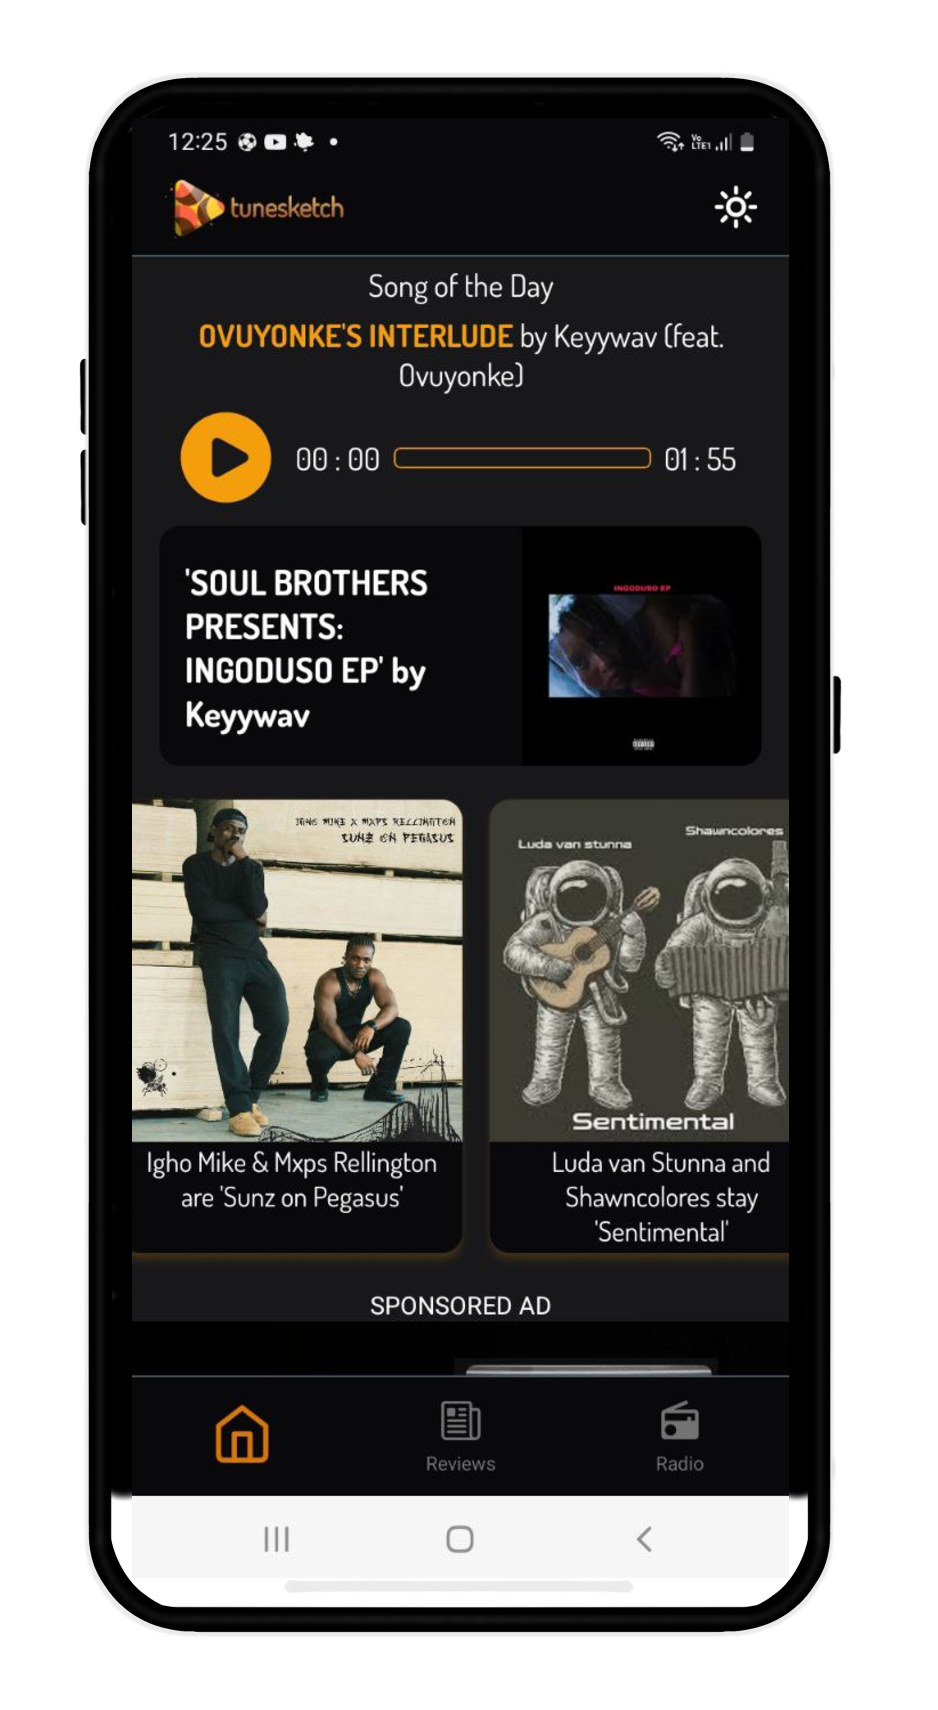 12:25
Vo
LTE1
tunesketch
Song of the Day
OVUYONKE'S INTERLUDE by Keyywav (feat.
Ovuyonke)
00 : 00
01 : 55
'SOUL BROTHERS
PRESENTS:
INGODUSO EP' by
Keyywav
INGODUSO EP
IGHO MIKE X MXPS RELLINGTON
SUNZ ON PEGASUS
Luda van stunna
Shawncolores
Sentimental
Igho Mike & Mxps Rellington
are 'Sunz on Pegasus'
Luda van Stunna and
Shawncolores stay
'Sentimental'
SPONSORED AD
Reviews
Radio